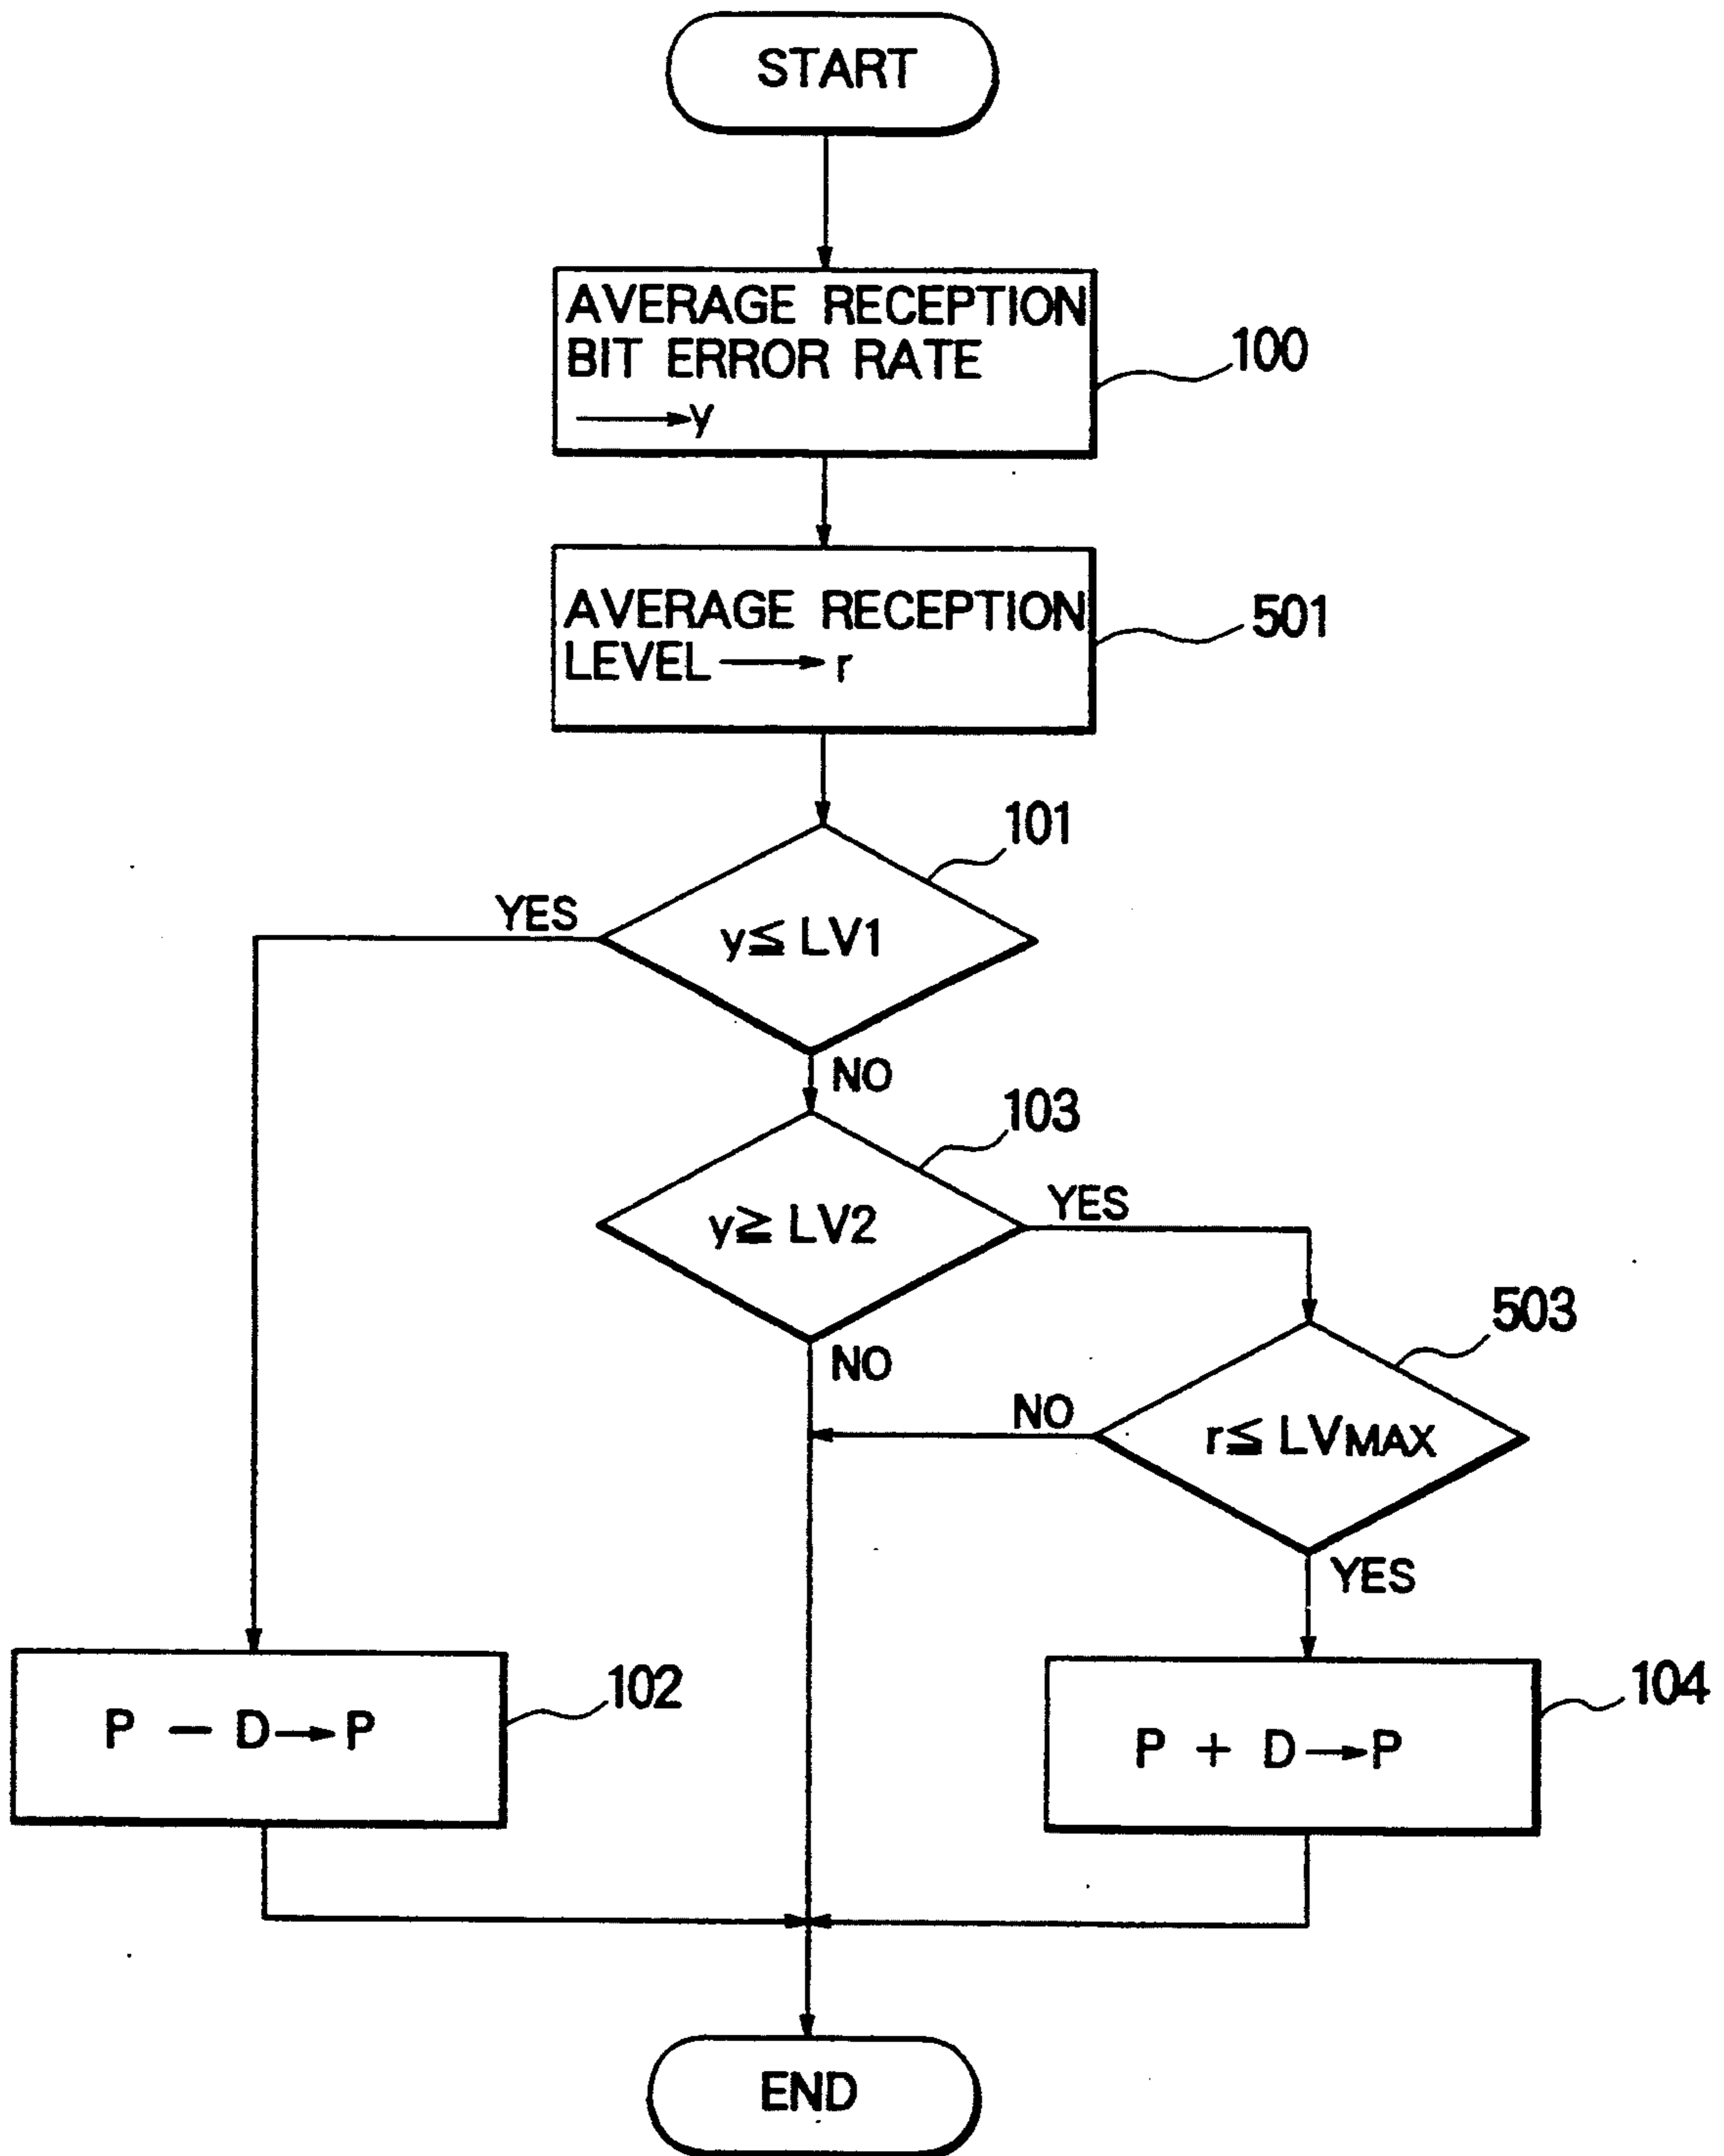 START
AVERAGE RECEPTION
BIT ERROR RATE
→y
100
AVERAGE RECEPTION
LEVEL → r
501
101
YES
y≦ LV1
NO
103
y≧ LV2
YES
NO
503
NO
r≦ LVMAX
YES
P − D→P
102
P + D→P
104
END